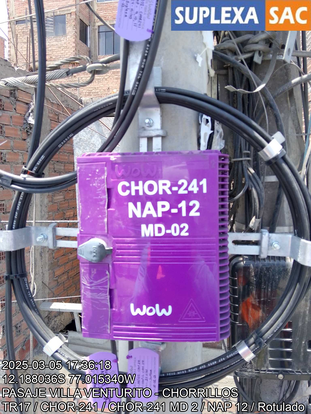 SUPLEXA SAC
WOW
CHOR-241
NAP-12
MD-02
WOW
2025-03-05 17:36:18
12.188036S 77.015340W
PASAJE VILLA VENTURITO - CHORRILLOS
TR17 / CHOR-241 / CHOR-241 MD 2 / NAP 12 / Rotulado